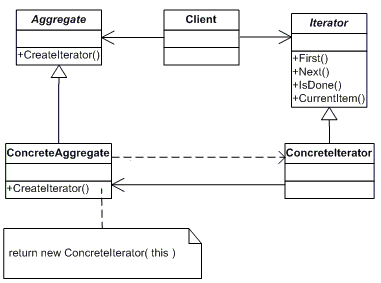 Aggregate
+CreateIterator()
Client
Iterator
+First()
+Next()
+IsDone()
+CurrentItem()
ConcreteAggregate
+CreateIterator()
ConcreteIterator
return new ConcreteIterator( this )